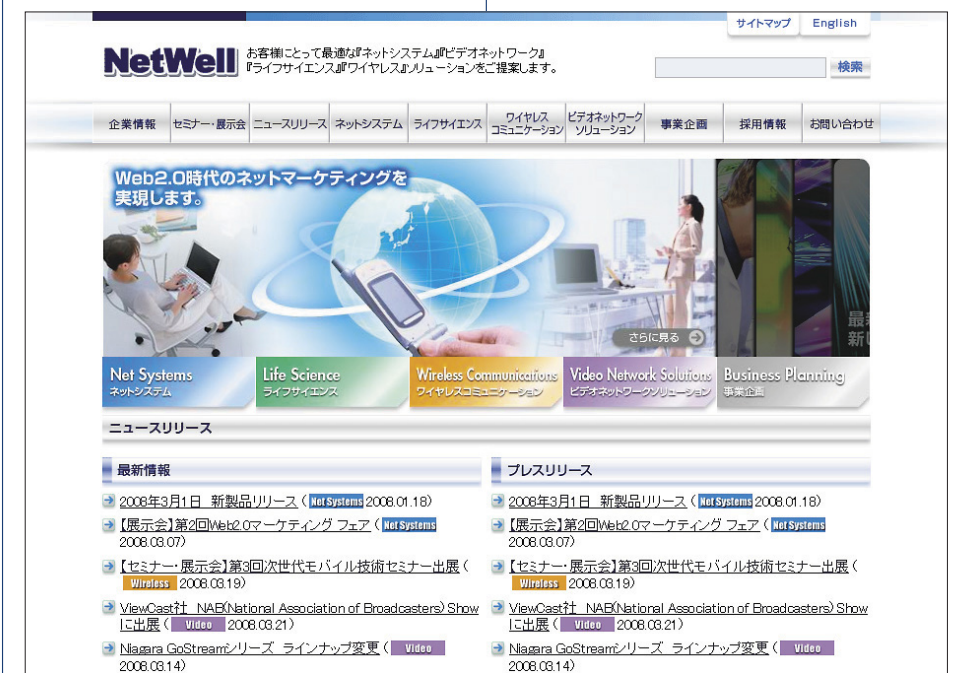 サイトマップ English
NetWell
お客様にとって最適な『ネットシステム』『ビデオネットワーク』
『ライフサイエンス』『ワイヤレス』ソリューションをご提案します。
検索
企業情報 セミナー・展示会 ニュースリリース ネットシステム ライフサイエンス ワイヤレスコミュニケーション ビデオネットワークソリューション 事業企画 採用情報 お問い合わせ
Web2.0時代のネットマーケティングを
実現します。
最
新し
さらに見る
Net Systems
ネットシステム
Life Science
ライフサイエンス
Wireless Communications
ワイヤレスコミュニケーション
Video Network Solutions
ビデオネットワークソリューション
Business Planning
事業企画
ニュースリリース
最新情報
2008年3月1日 新製品リリース ( Net Systems 2008.01.18)
【展示会】第2回Web2.0マーケティング フェア ( Net Systems
2008.03.07)
【セミナー・展示会】第3回次世代モバイル技術セミナー出展 (
Wireless 2008.03.19)
ViewCast社 NAB(National Association of Broadcasters) Show
に出展 ( Video 2008.03.21)
Niagara GoStreamシリーズ ラインナップ変更 ( Video
2008.03.14)
プレスリリース
2008年3月1日 新製品リリース ( Net Systems 2008.01.18)
【展示会】第2回Web2.0マーケティング フェア ( Net Systems
2008.03.07)
【セミナー・展示会】第3回次世代モバイル技術セミナー出展 (
Wireless 2008.03.19)
ViewCast社 NAB(National Association of Broadcasters) Show
に出展 ( Video 2008.03.21)
Niagara GoStreamシリーズ ラインナップ変更 ( Video
2008.03.14)